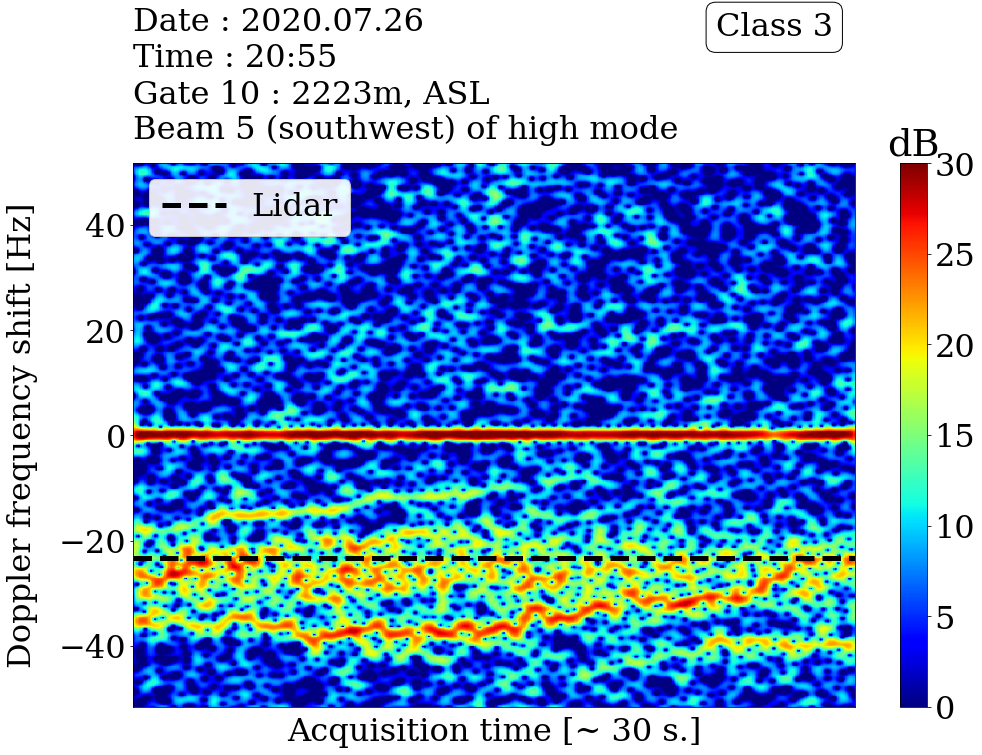 Date : 2020.07.26
Class 3
Time : 20:55
Gate 10 : 2223m, ASL
Beam 5 (southwest) of high mode
dB
Lidar
Doppler frequency shift [Hz]
40
20
0
−20
−40
30
25
20
15
10
5
0
Acquisition time [~ 30 s.]